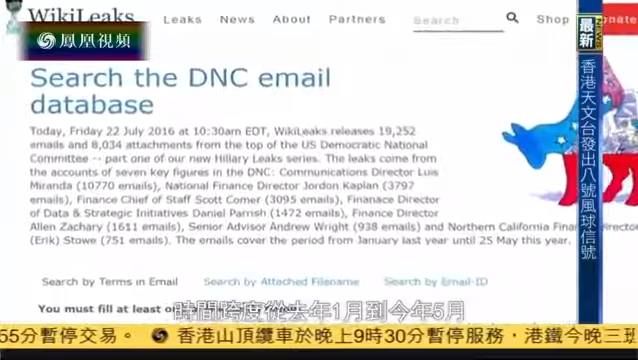 WikiLeaks
Leaks News About Partners
Search
Shop
鳳凰視頻
最新
NEWS
香港天文台發出八號風球信號
Search the DNC email
database
Today, Friday 22 July 2016 at 10:30am EDT, WikiLeaks releases 19,252
emails and 8,034 attachments from the top of the US Democratic National
Committee -- part one of our new Hillary Leaks series. The leaks come from
the accounts of seven key figures in the DNC: Communications Director Luis
Miranda (10770 emails), National Finance Director Jordon Kaplan (3797
emails), Finance Chief of Staff Scott Comer (3095 emails), Finanace Director
of Data & Strategic Initiatives Daniel Parrish (1472 emails), Finance Director
Allen Zachary (1611 emails), Senior Advisor Andrew Wright (938 emails) and Northern California Finance
(Erik) Stowe (751 emails). The emails cover the period from January last year until 25 May this year.
Search by Terms in Email Search by Attached Filename Search by Email-ID
You must fill at least on
時間跨度從去年1月到今年5月
55分暫停交易。 香港山頂纜車於晚上9時30分暫停服務，港鐵今晚三班